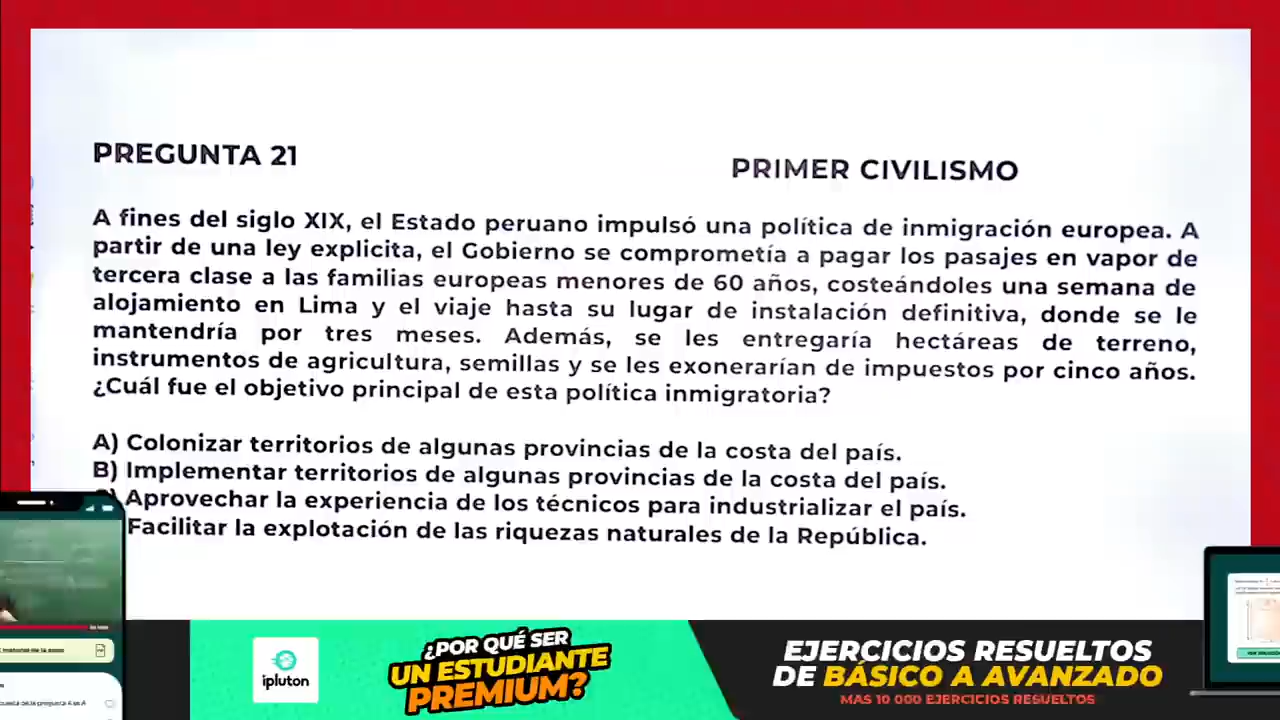 PREGUNTA 21
PRIMER CIVILISMO
A fines del siglo XIX, el Estado peruano impulsó una política de inmigración europea. A
partir de una ley explicita, el Gobierno se comprometía a pagar los pasajes en vapor de
tercera clase a las familias europeas menores de 60 años, costeándoles una semana de
alojamiento en Lima y el viaje hasta su lugar de instalación definitiva, donde se le
mantendría por tres meses. Además, se les entregaría hectáreas de terreno,
instrumentos de agricultura, semillas y se les exonerarían de impuestos por cinco años.
¿Cuál fue el objetivo principal de esta política inmigratoria?
A) Colonizar territorios de algunas provincias de la costa del país.
B) Implementar territorios de algunas provincias de la costa del país.
Aprovechar la experiencia de los técnicos para industrializar el país.
Facilitar la explotación de las riquezas naturales de la República.
ipluton
¿POR QUÉ SER
UN ESTUDIANTE
PREMIUM?
EJERCICIOS RESUELTOS
DE BÁSICO A AVANZADO
MAS 10 000 EJERCICIOS RESUELTOS